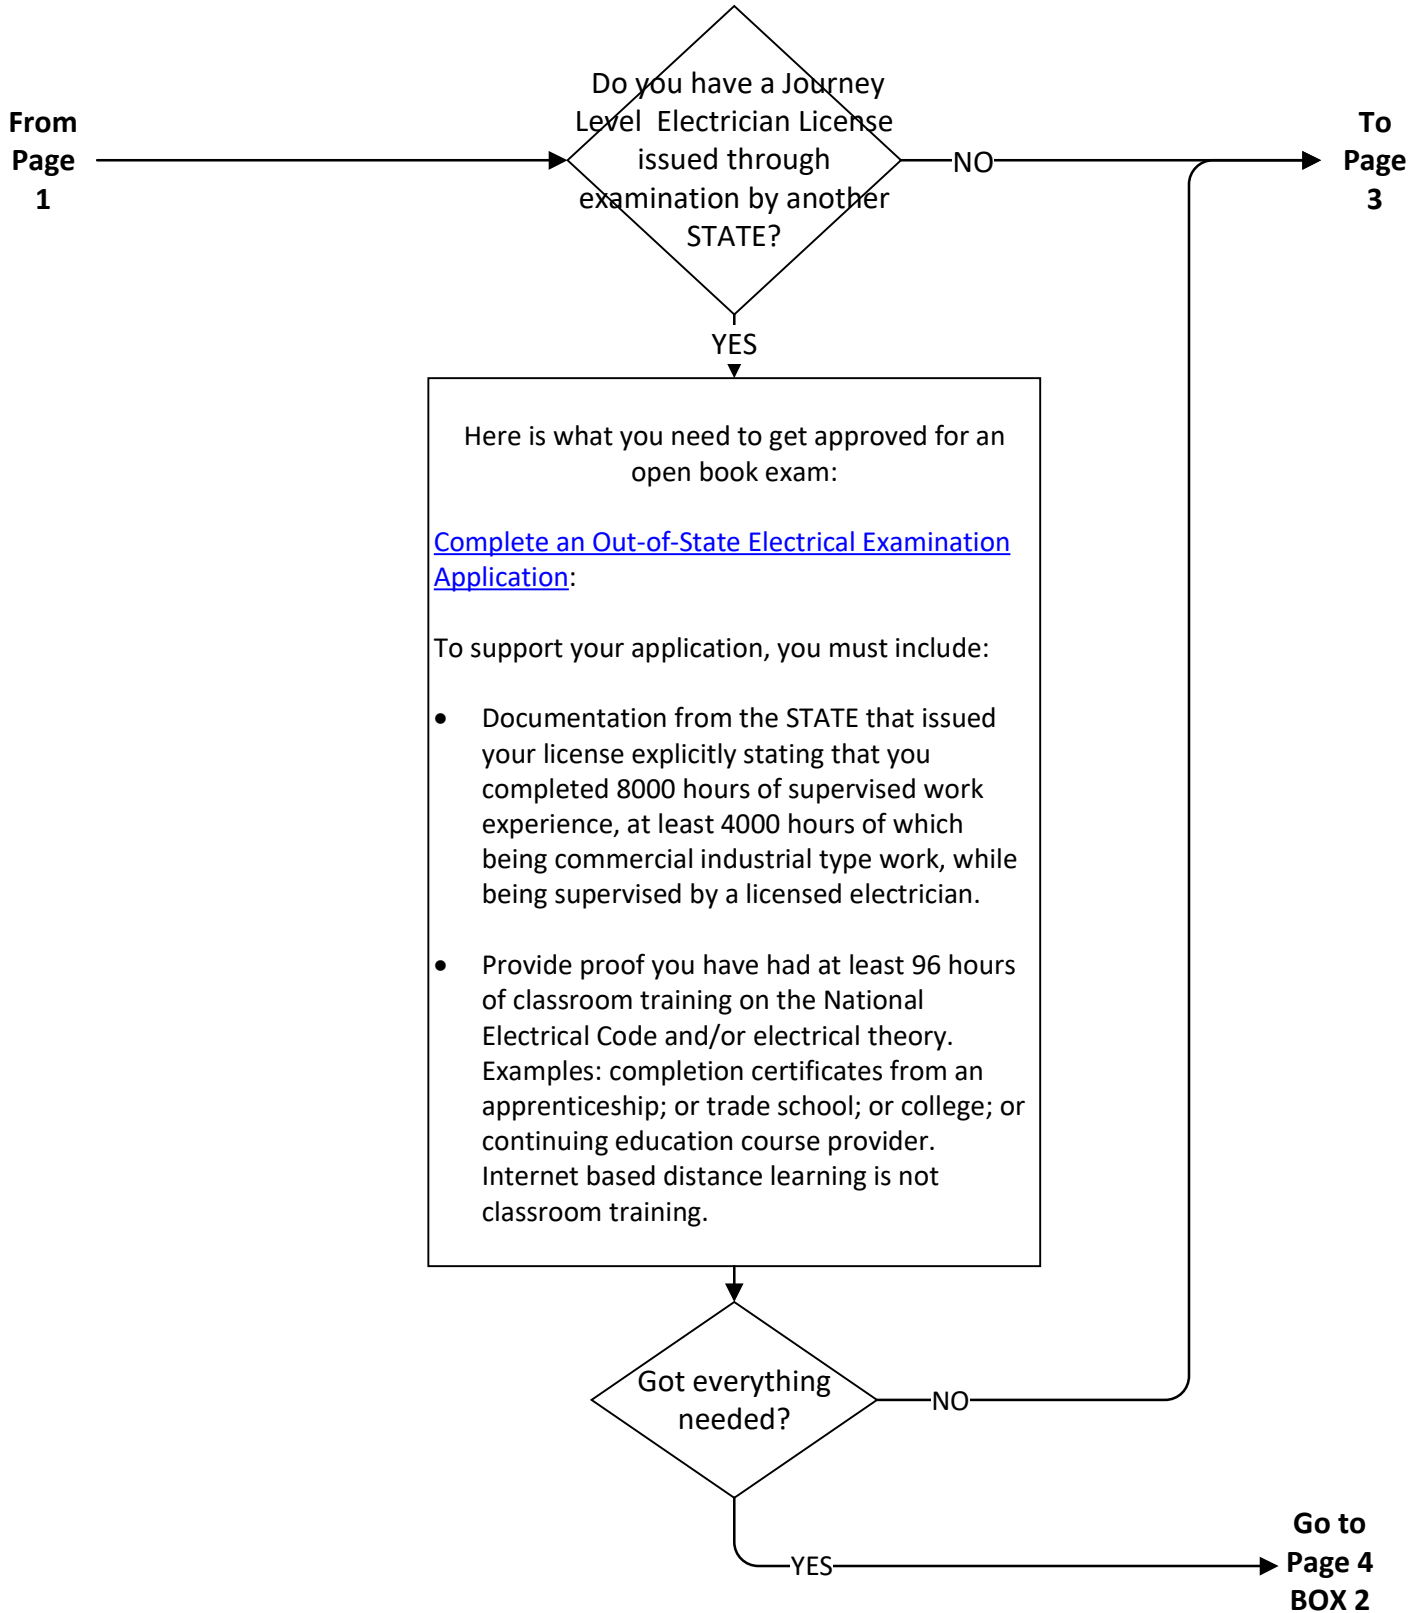 From
Page
1
Do you have a Journey
Level  Electrician License
issued through
examination by another
STATE?
NO
To
Page
3
YES
Here is what you need to get approved for an
open book exam:
Complete an Out-of-State Electrical Examination
Application:
To support your application, you must include:
• Documentation from the STATE that issued
your license explicitly stating that you
completed 8000 hours of supervised work
experience, at least 4000 hours of which
being commercial industrial type work, while
being supervised by a licensed electrician.
• Provide proof you have had at least 96 hours
of classroom training on the National
Electrical Code and/or electrical theory.
Examples: completion certificates from an
apprenticeship; or trade school; or college; or
continuing education course provider.
Internet based distance learning is not
classroom training.
Got everything
needed?
NO
YES
Go to
Page 4
BOX 2